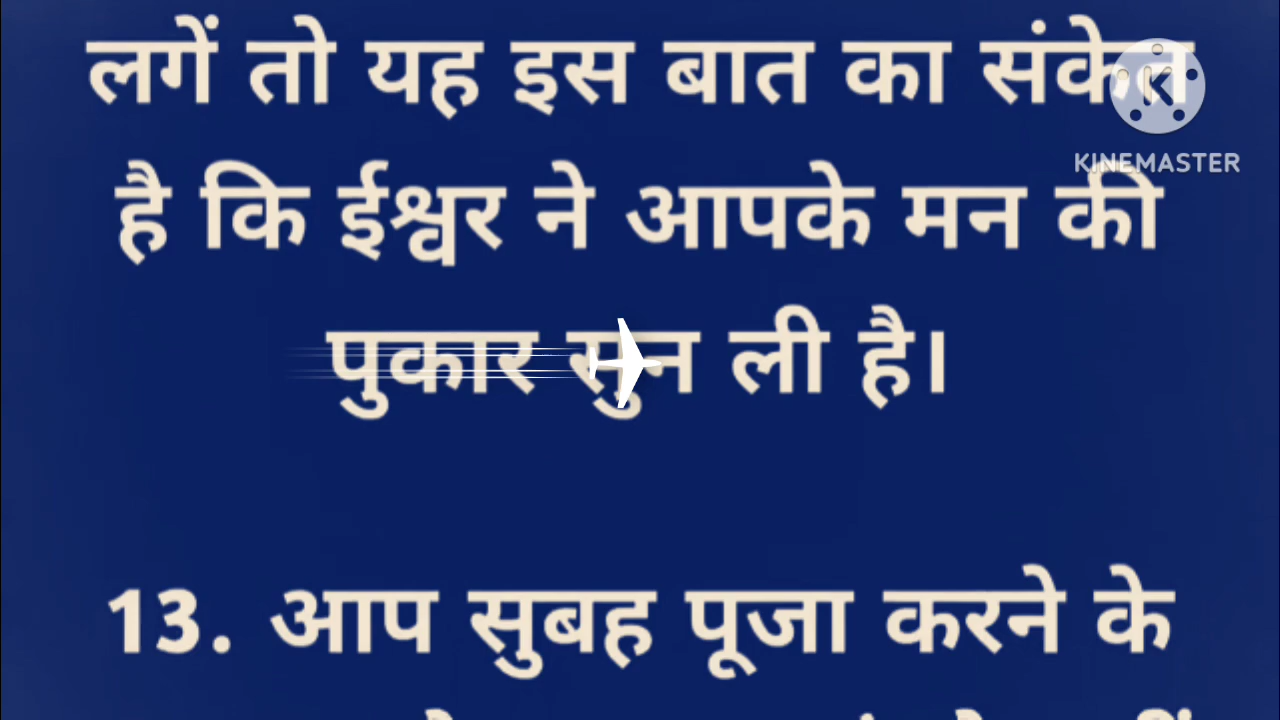 लगें तो यह इस बात का संकेत
KINEMASTER
है कि ईश्वर ने आपके मन की
पुकार सुन ली है।
13. आप सुबह पूजा करने के